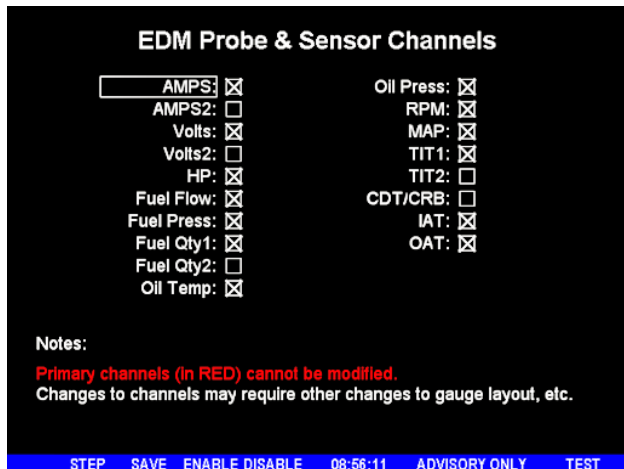 EDM Probe & Sensor Channels
AMPS:
AMPS2:
Volts:
Volts2:
HP:
Fuel Flow:
Fuel Press:
Fuel Qty1:
Fuel Qty2:
Oil Temp:
Oil Press:
RPM:
MAP:
TIT1:
TIT2:
CDT/CRB:
IAT:
OAT:
Notes:
Primary channels (in RED) cannot be modified.
Changes to channels may require other changes to gauge layout, etc.
STEP SAVE ENABLE DISABLE 08:56:11 ADVISORY ONLY TEST